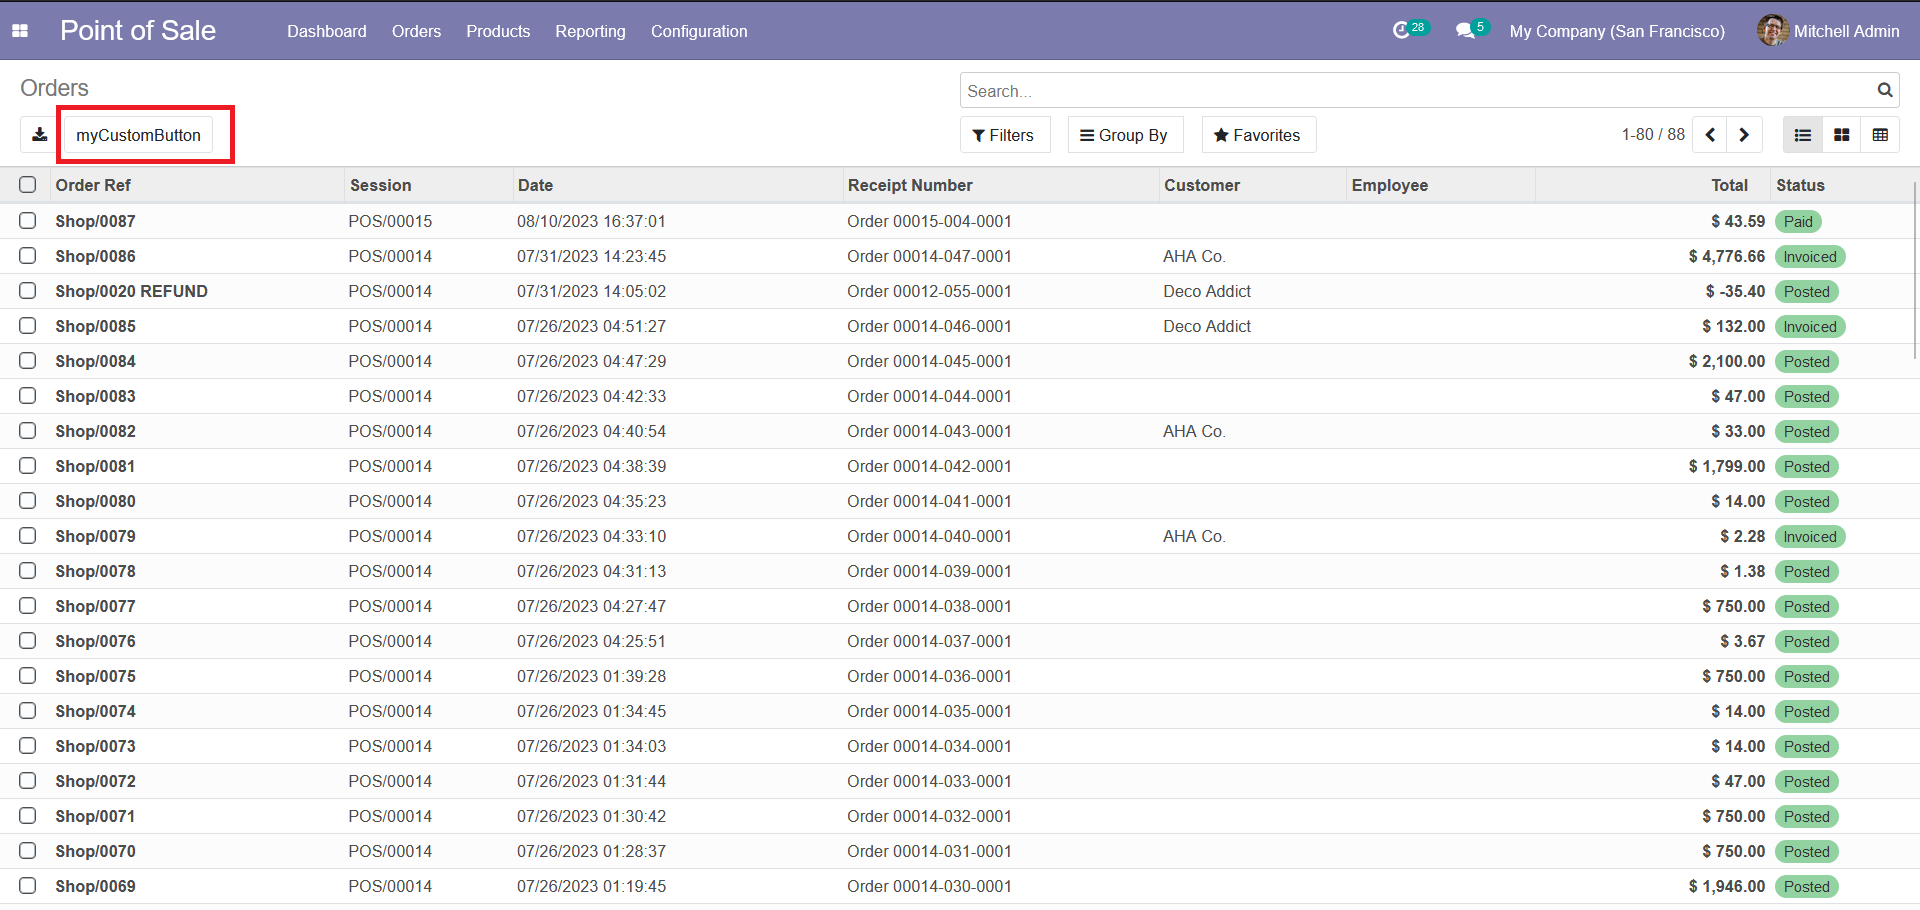 Point of Sale Dashboard Orders Products Reporting Configuration 28 5 My Company (San Francisco) Mitchell Admin
Orders
Search...
myCustomButton Filters Group By Favorites 1-80 / 88
Order Ref Session Date Receipt Number Customer Employee Total Status
Shop/0087 POS/00015 08/10/2023 16:37:01 Order 00015-004-0001 $ 43.59 Paid
Shop/0086 POS/00014 07/31/2023 14:23:45 Order 00014-047-0001 AHA Co. $ 4,776.66 Invoiced
Shop/0020 REFUND POS/00014 07/31/2023 14:05:02 Order 00012-055-0001 Deco Addict $ -35.40 Posted
Shop/0085 POS/00014 07/26/2023 04:51:27 Order 00014-046-0001 Deco Addict $ 132.00 Invoiced
Shop/0084 POS/00014 07/26/2023 04:47:29 Order 00014-045-0001 $ 2,100.00 Posted
Shop/0083 POS/00014 07/26/2023 04:42:33 Order 00014-044-0001 $ 47.00 Posted
Shop/0082 POS/00014 07/26/2023 04:40:54 Order 00014-043-0001 AHA Co. $ 33.00 Posted
Shop/0081 POS/00014 07/26/2023 04:38:39 Order 00014-042-0001 $ 1,799.00 Posted
Shop/0080 POS/00014 07/26/2023 04:35:23 Order 00014-041-0001 $ 14.00 Posted
Shop/0079 POS/00014 07/26/2023 04:33:10 Order 00014-040-0001 AHA Co. $ 2.28 Invoiced
Shop/0078 POS/00014 07/26/2023 04:31:13 Order 00014-039-0001 $ 1.38 Posted
Shop/0077 POS/00014 07/26/2023 04:27:47 Order 00014-038-0001 $ 750.00 Posted
Shop/0076 POS/00014 07/26/2023 04:25:51 Order 00014-037-0001 $ 3.67 Posted
Shop/0075 POS/00014 07/26/2023 01:39:28 Order 00014-036-0001 $ 750.00 Posted
Shop/0074 POS/00014 07/26/2023 01:34:45 Order 00014-035-0001 $ 14.00 Posted
Shop/0073 POS/00014 07/26/2023 01:34:03 Order 00014-034-0001 $ 14.00 Posted
Shop/0072 POS/00014 07/26/2023 01:31:44 Order 00014-033-0001 $ 47.00 Posted
Shop/0071 POS/00014 07/26/2023 01:30:42 Order 00014-032-0001 $ 750.00 Posted
Shop/0070 POS/00014 07/26/2023 01:28:37 Order 00014-031-0001 $ 750.00 Posted
Shop/0069 POS/00014 07/26/2023 01:19:45 Order 00014-030-0001 $ 1,946.00 Posted